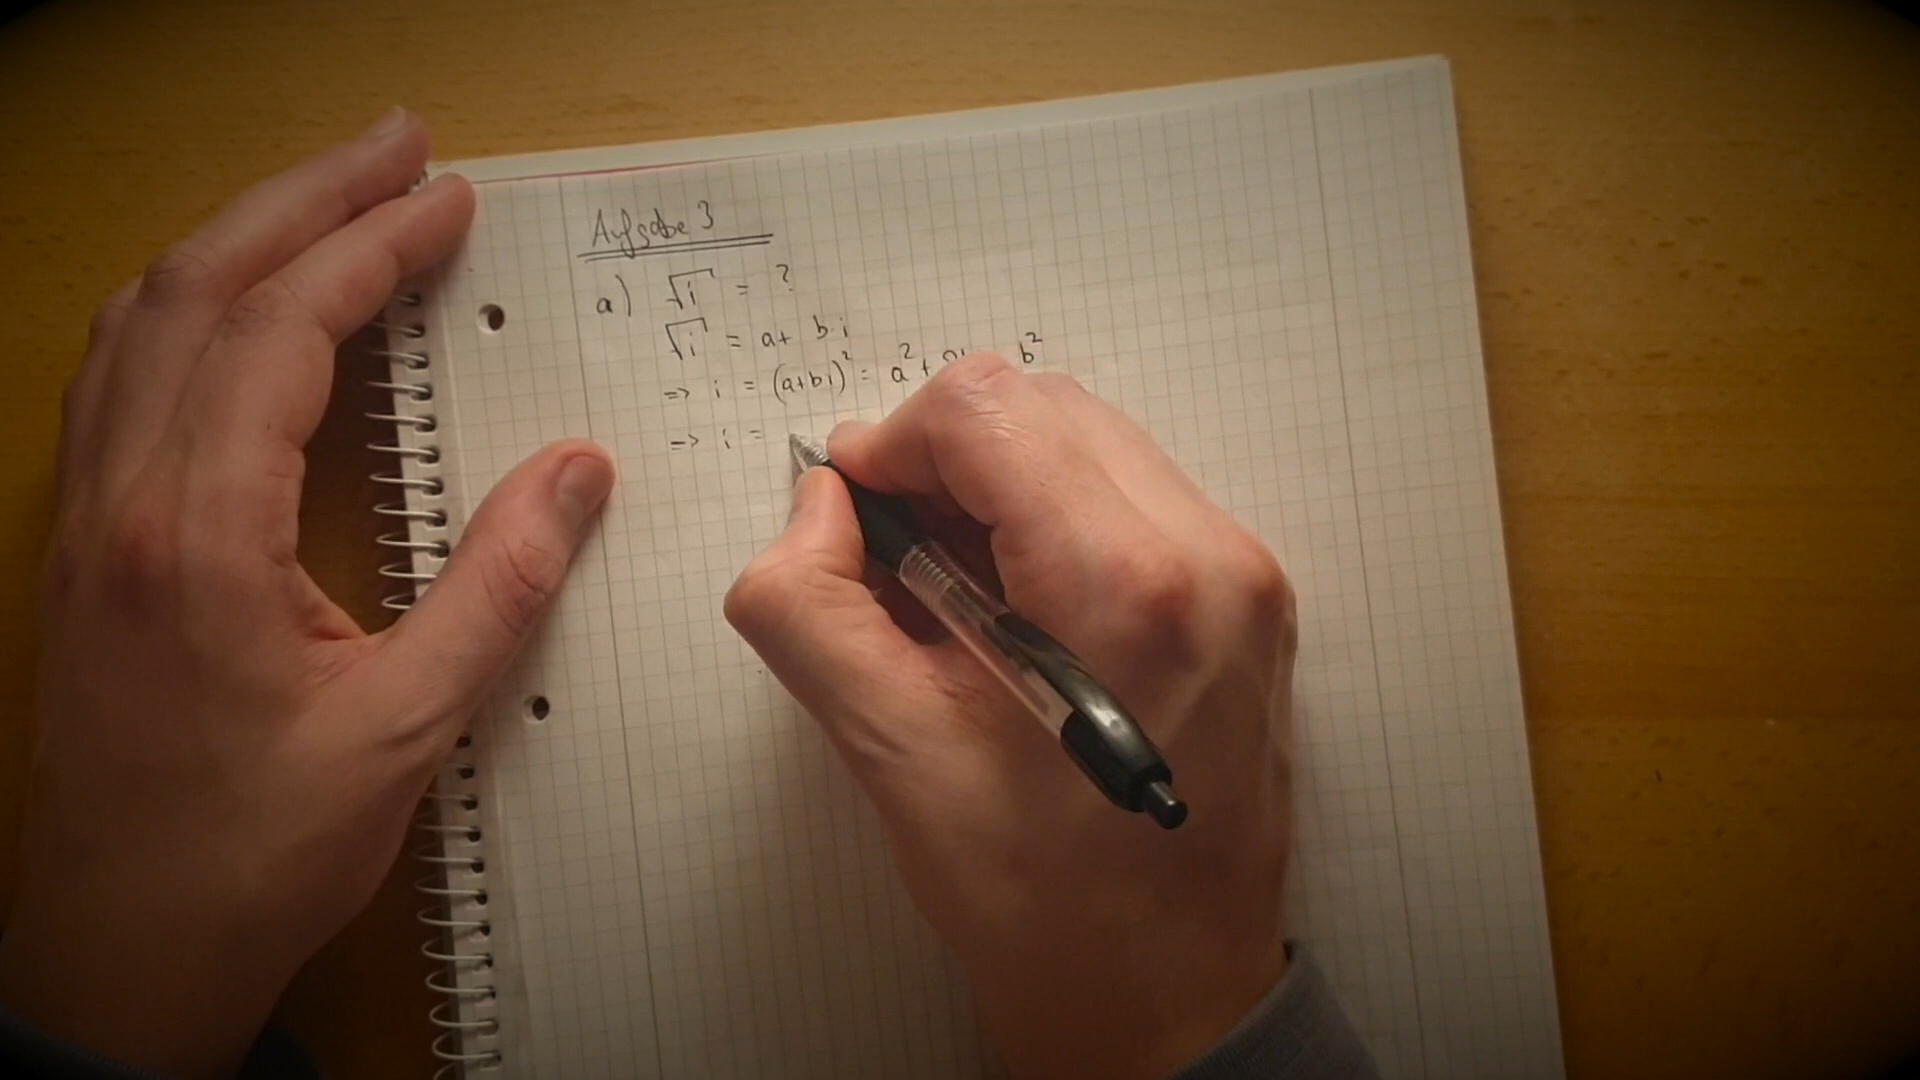 Aufgabe 3
a) √i = ?
√i = a + b·i
=> i = (a+bi)² = a² + b²
=> i =